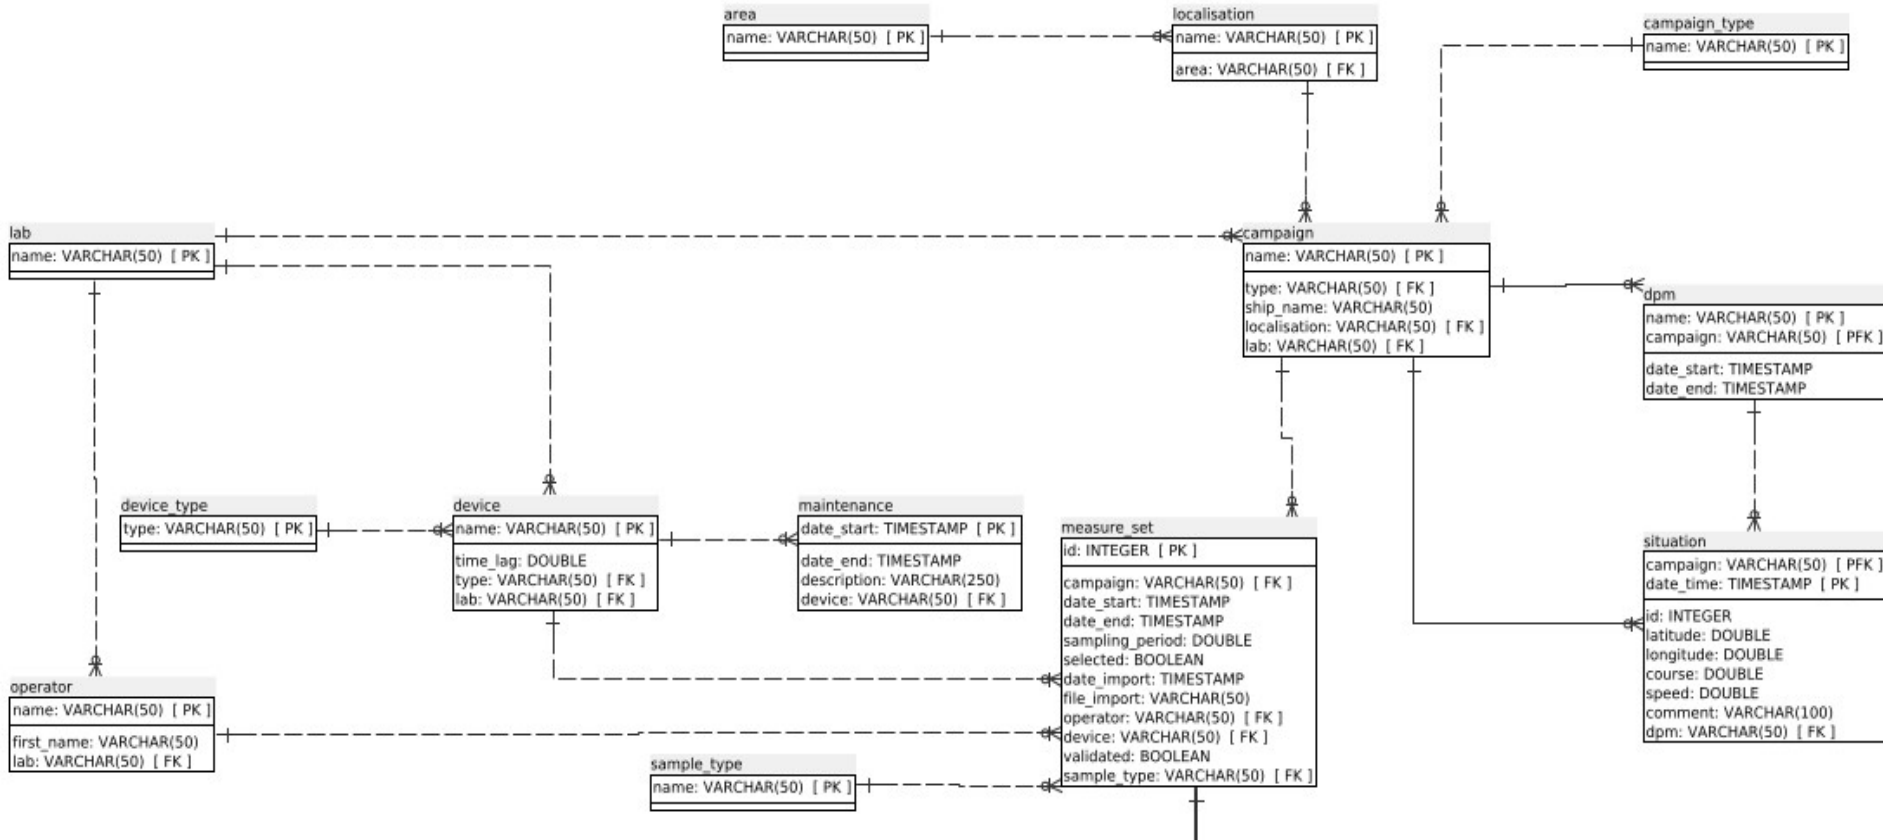 area
name: VARCHAR(50) [ PK ]
localisation
name: VARCHAR(50) [ PK ]
area: VARCHAR(50) [ FK ]
campaign_type
name: VARCHAR(50) [ PK ]
lab
name: VARCHAR(50) [ PK ]
campaign
name: VARCHAR(50) [ PK ]
type: VARCHAR(50) [ FK ]
ship_name: VARCHAR(50)
localisation: VARCHAR(50) [ FK ]
lab: VARCHAR(50) [ FK ]
dpm
name: VARCHAR(50) [ PK ]
campaign: VARCHAR(50) [ PFK ]
date_start: TIMESTAMP
date_end: TIMESTAMP
device_type
type: VARCHAR(50) [ PK ]
device
name: VARCHAR(50) [ PK ]
time_lag: DOUBLE
type: VARCHAR(50) [ FK ]
lab: VARCHAR(50) [ FK ]
maintenance
date_start: TIMESTAMP [ PK ]
date_end: TIMESTAMP
description: VARCHAR(250)
device: VARCHAR(50) [ FK ]
measure_set
id: INTEGER [ PK ]
campaign: VARCHAR(50) [ FK ]
date_start: TIMESTAMP
date_end: TIMESTAMP
sampling_period: DOUBLE
selected: BOOLEAN
date_import: TIMESTAMP
file_import: VARCHAR(50)
operator: VARCHAR(50) [ FK ]
device: VARCHAR(50) [ FK ]
validated: BOOLEAN
sample_type: VARCHAR(50) [ FK ]
situation
campaign: VARCHAR(50) [ PFK ]
date_time: TIMESTAMP [ PK ]
id: INTEGER
latitude: DOUBLE
longitude: DOUBLE
course: DOUBLE
speed: DOUBLE
comment: VARCHAR(100)
dpm: VARCHAR(50) [ FK ]
operator
name: VARCHAR(50) [ PK ]
first_name: VARCHAR(50)
lab: VARCHAR(50) [ FK ]
sample_type
name: VARCHAR(50) [ PK ]